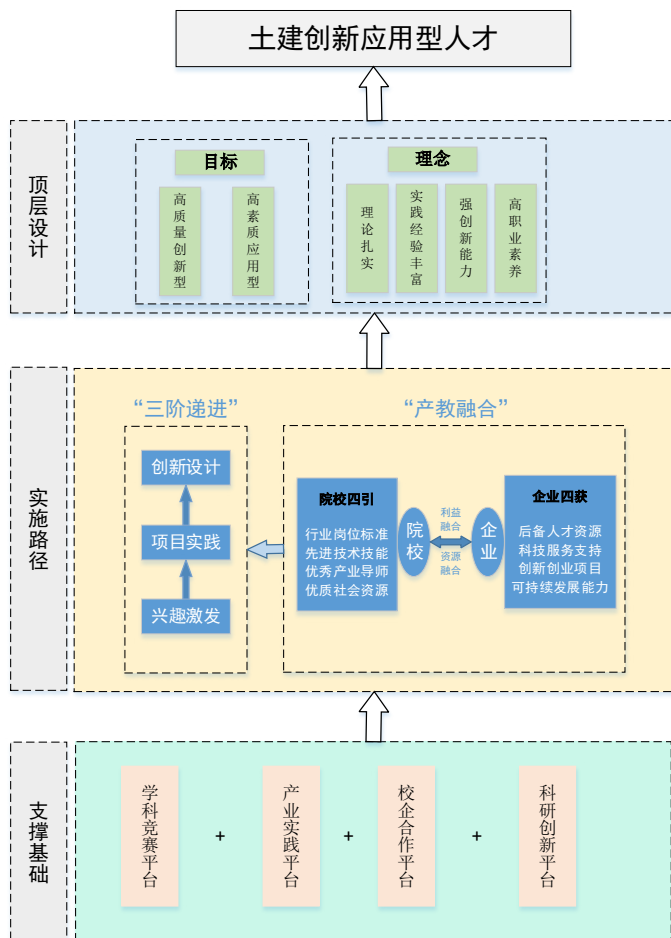 土建创新应用型人才
顶层设计
目标
高质量创新型
高素质应用型
理念
理论扎实
实践经验丰富
强创新能力
高职业素养
实施路径
“三阶递进”
创新设计
项目实践
兴趣激发
“产教融合”
院校四引
行业岗位标准
先进技术技能
优秀产业导师
优质社会资源
院校
利益
融合
资源
融合
企业
企业四获
后备人才资源
科技服务支持
创新创业项目
可持续发展能力
支撑基础
学科竞赛平台
+
产业实践平台
+
校企合作平台
+
科研创新平台